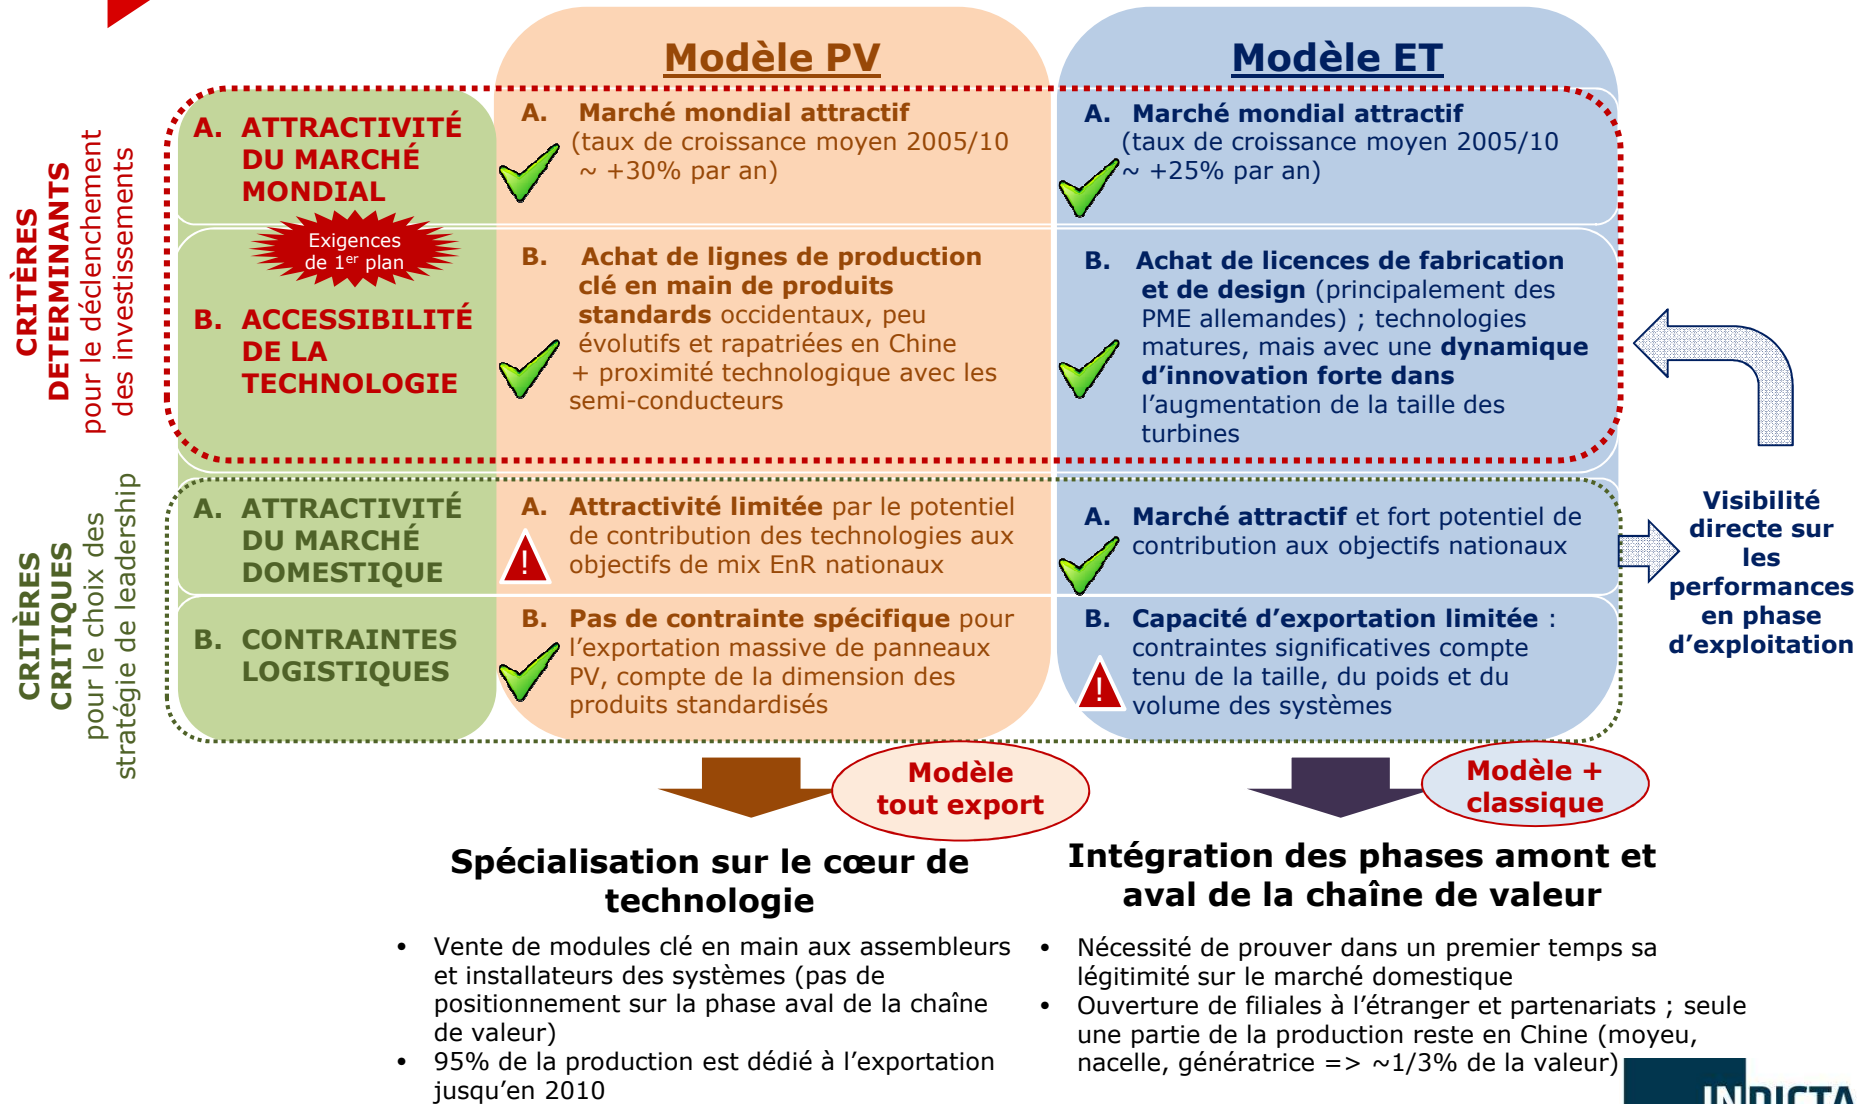 Modèle PV
Modèle ET
CRITÈRES
DETERMINANTS
pour le déclenchement
des investissements
A. ATTRACTIVITÉ
DU MARCHÉ
MONDIAL
A. Marché mondial attractif
(taux de croissance moyen 2005/10
~ +30% par an)
A. Marché mondial attractif
(taux de croissance moyen 2005/10
~ +25% par an)
Exigences
de 1er plan
B. ACCESSIBILITÉ
DE LA
TECHNOLOGIE
B. Achat de lignes de production
clé en main de produits
standards occidentaux, peu
évolutifs et rapatriées en Chine
+ proximité technologique avec les
semi-conducteurs
B. Achat de licences de fabrication
et de design (principalement des
PME allemandes) ; technologies
matures, mais avec une dynamique
d'innovation forte dans
l'augmentation de la taille des
turbines
CRITÈRES
CRITIQUES
pour le choix des
stratégie de leadership
A. ATTRACTIVITÉ
DU MARCHÉ
DOMESTIQUE
A. Attractivité limitée par le potentiel
de contribution des technologies aux
objectifs de mix EnR nationaux
!
A. Marché attractif et fort potentiel de
contribution aux objectifs nationaux
B. CONTRAINTES
LOGISTIQUES
B. Pas de contrainte spécifique pour
l'exportation massive de panneaux
PV, compte de la dimension des
produits standardisés
B. Capacité d'exportation limitée :
contraintes significatives compte
tenu de la taille, du poids et du
volume des systèmes
!
Visibilité
directe sur
les
performances
en phase
d'exploitation
Modèle
tout export
Modèle +
classique
Spécialisation sur le cœur de
technologie
• Vente de modules clé en main aux assembleurs
et installateurs des systèmes (pas de
positionnement sur la phase aval de la chaîne
de valeur)
• 95% de la production est dédié à l'exportation
jusqu'en 2010
Intégration des phases amont et
aval de la chaîne de valeur
• Nécessité de prouver dans un premier temps sa
légitimité sur le marché domestique
• Ouverture de filiales à l'étranger et partenariats ; seule
une partie de la production reste en Chine (moyeu,
nacelle, génératrice => ~1/3% de la valeur)
INDICTA